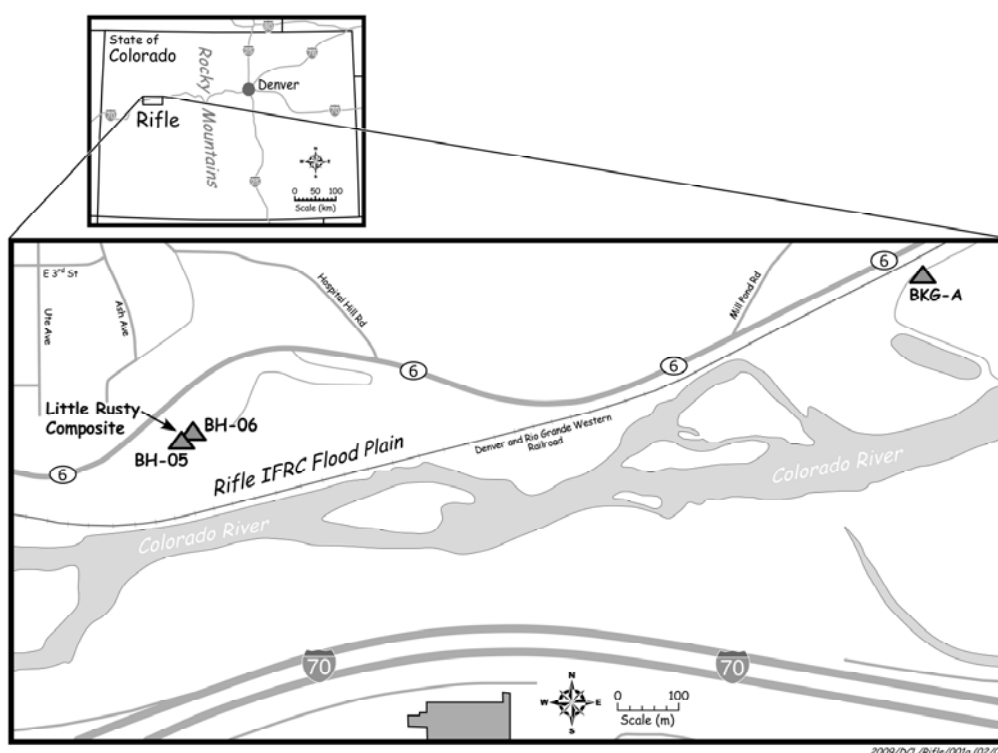 State of
Colorado
Rocky
Mountains
Denver
Rifle
N
W E
S
0 50 100
Scale (km)
E 3rd St
Ute Ave
Ash Ave
Hospital Hill Rd
Mill Pond Rd
6
BKG-A
6
6
Little Rusty
Composite
BH-06
BH-05
6
Rifle IFRC Flood Plain
Denver and Rio Grande Western
Railroad
Colorado River
Colorado River
70
70
N
W E
S
0 100
Scale (m)